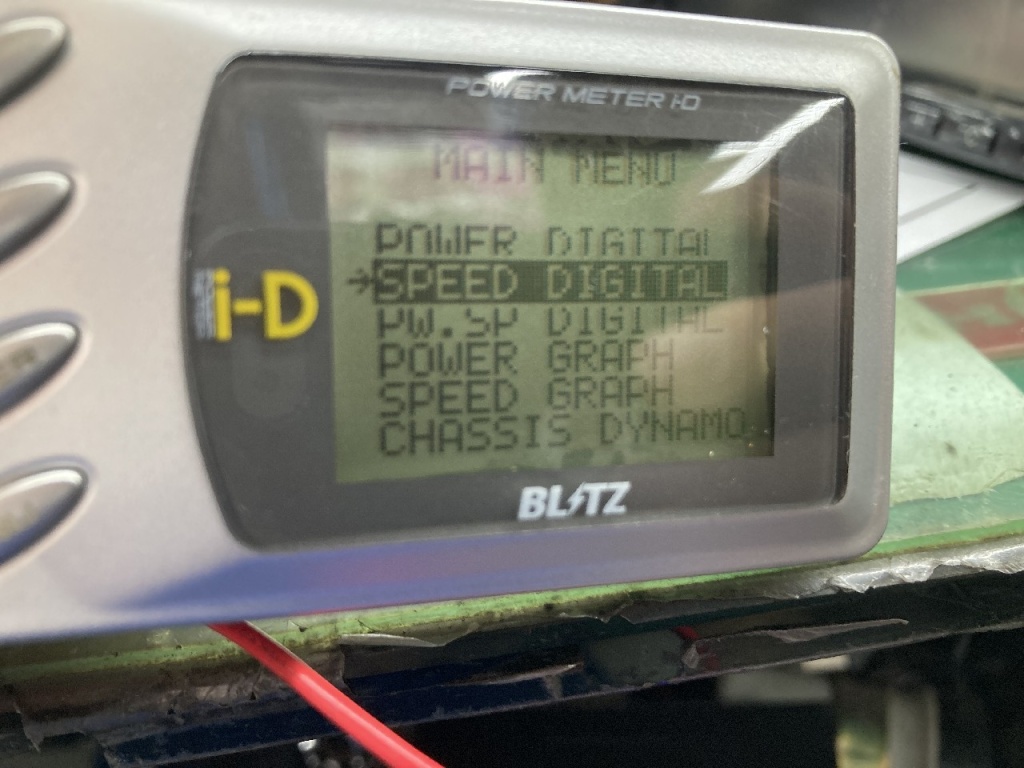 POWER METER i-D
MAIN MENU
POWER DIGITAL
→SPEED DIGITAL
PW.SP DIGITAL
POWER GRAPH
SPEED GRAPH
CHASSIS DYNAMO
i-D
BLITZ